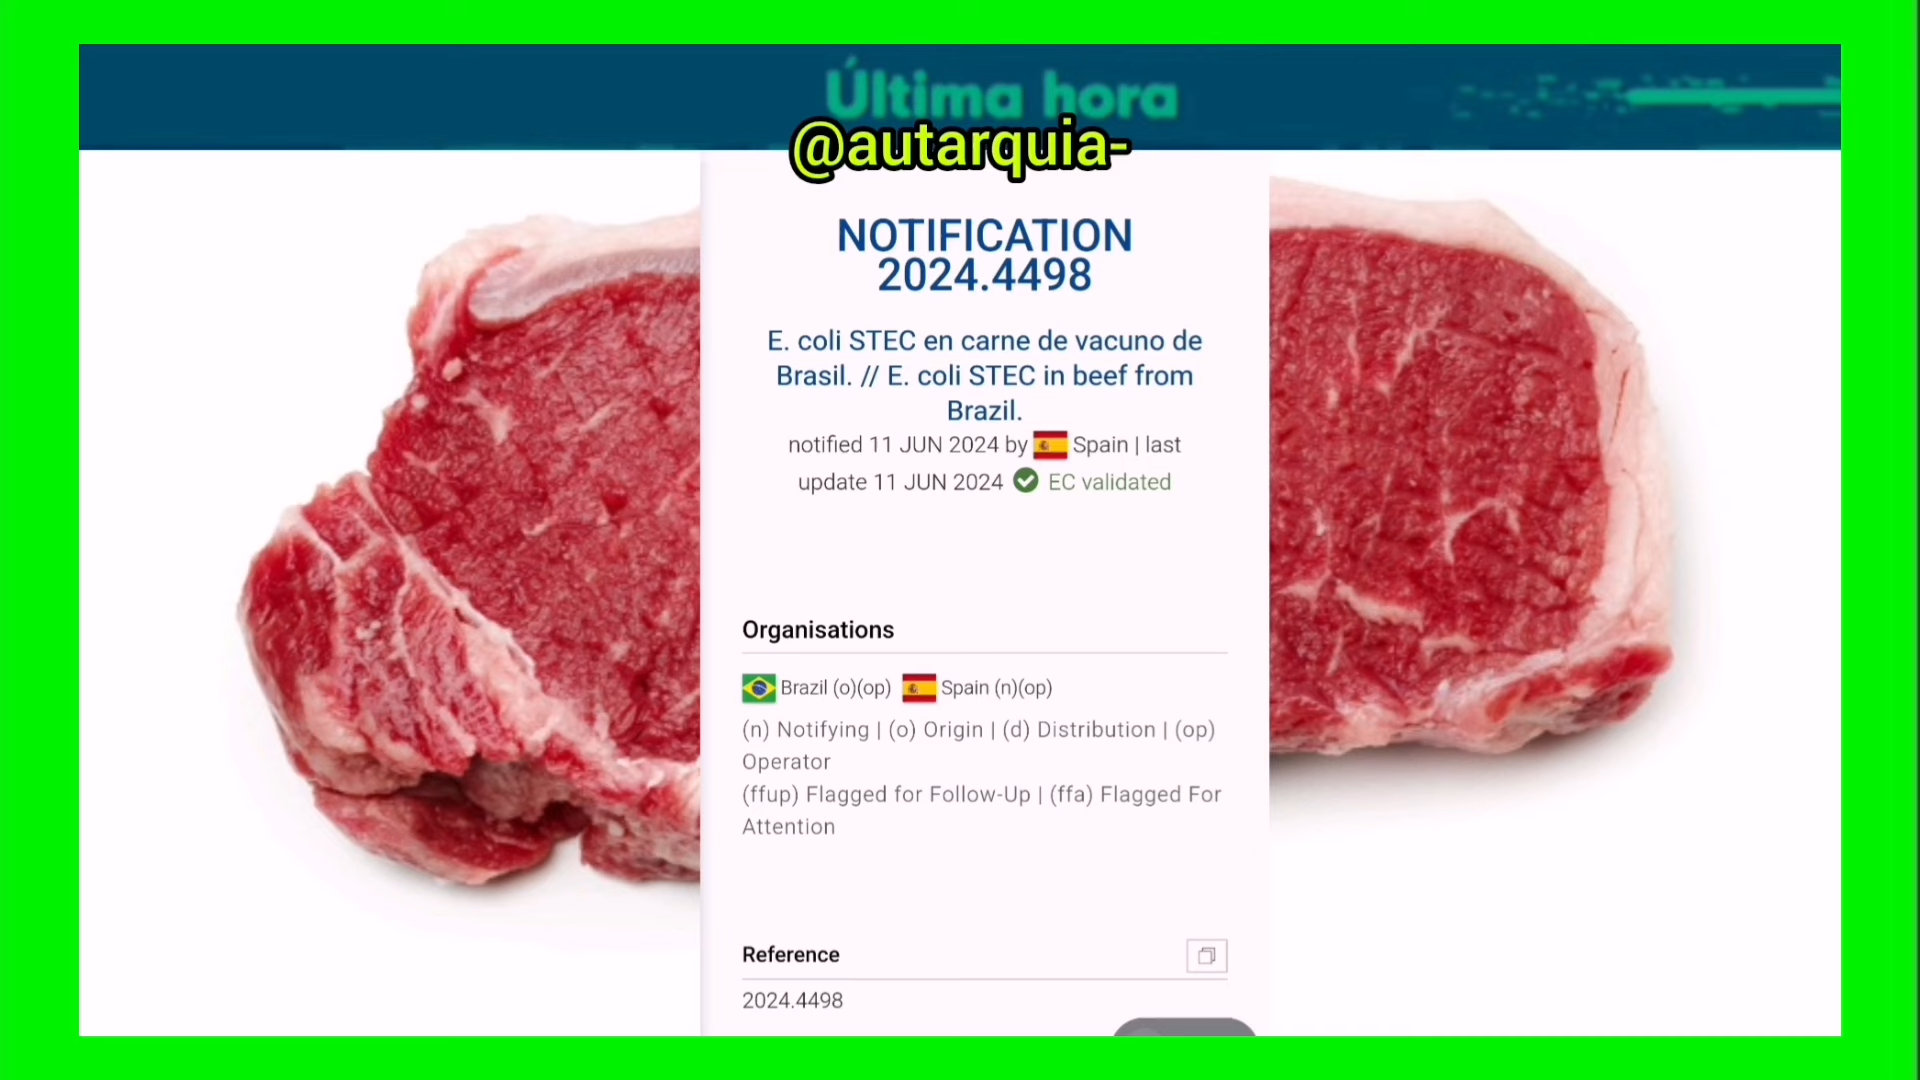 Última hora
@autarquia-
NOTIFICATION
2024.4498
E. coli STEC en carne de vacuno de
Brasil. // E. coli STEC in beef from
Brazil.
notified 11 JUN 2024 by Spain | last
update 11 JUN 2024 EC validated
Organisations
Brazil (o)(op) Spain (n)(op)
(n) Notifying | (o) Origin | (d) Distribution | (op)
Operator
(ffup) Flagged for Follow-Up | (ffa) Flagged For
Attention
Reference
2024.4498